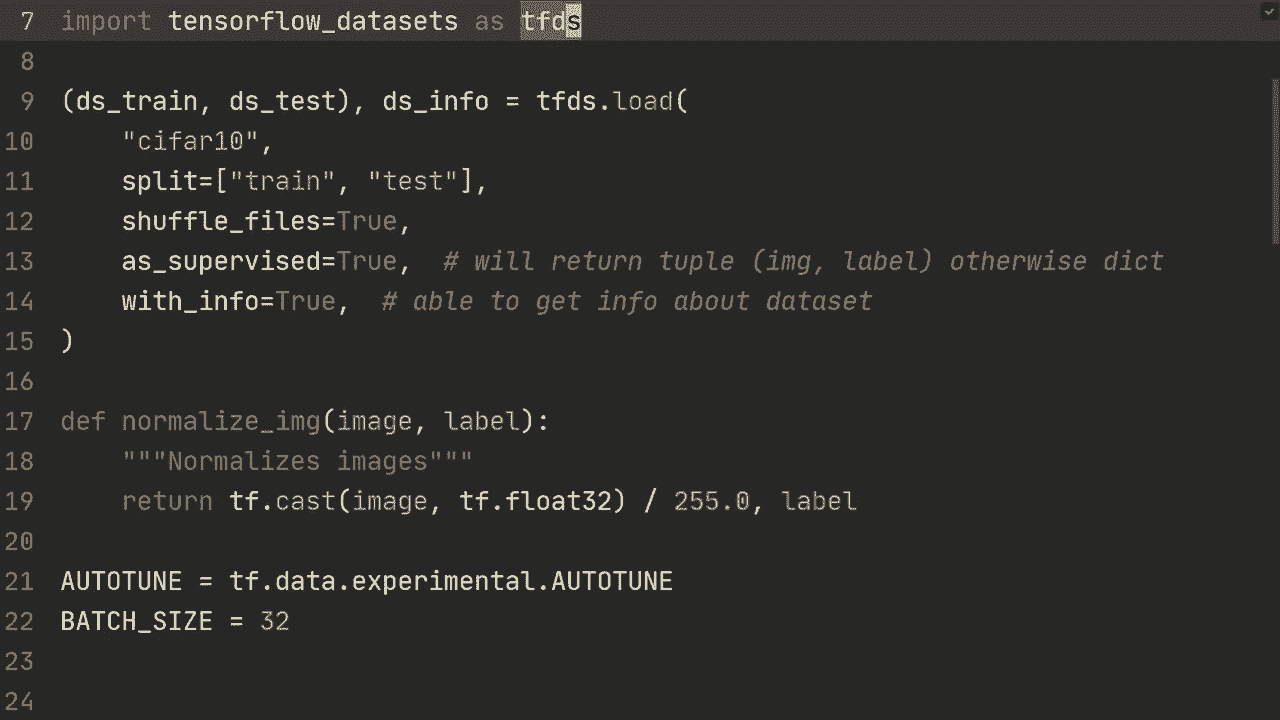 7 import tensorflow_datasets as tfds
8
9 (ds_train, ds_test), ds_info = tfds.load(
10     "cifar10",
11     split=["train", "test"],
12     shuffle_files=True,
13     as_supervised=True,  # will return tuple (img, label) otherwise dict
14     with_info=True,  # able to get info about dataset
15 )
16
17 def normalize_img(image, label):
18     """Normalizes images"""
19     return tf.cast(image, tf.float32) / 255.0, label
20
21 AUTOTUNE = tf.data.experimental.AUTOTUNE
22 BATCH_SIZE = 32
23
24